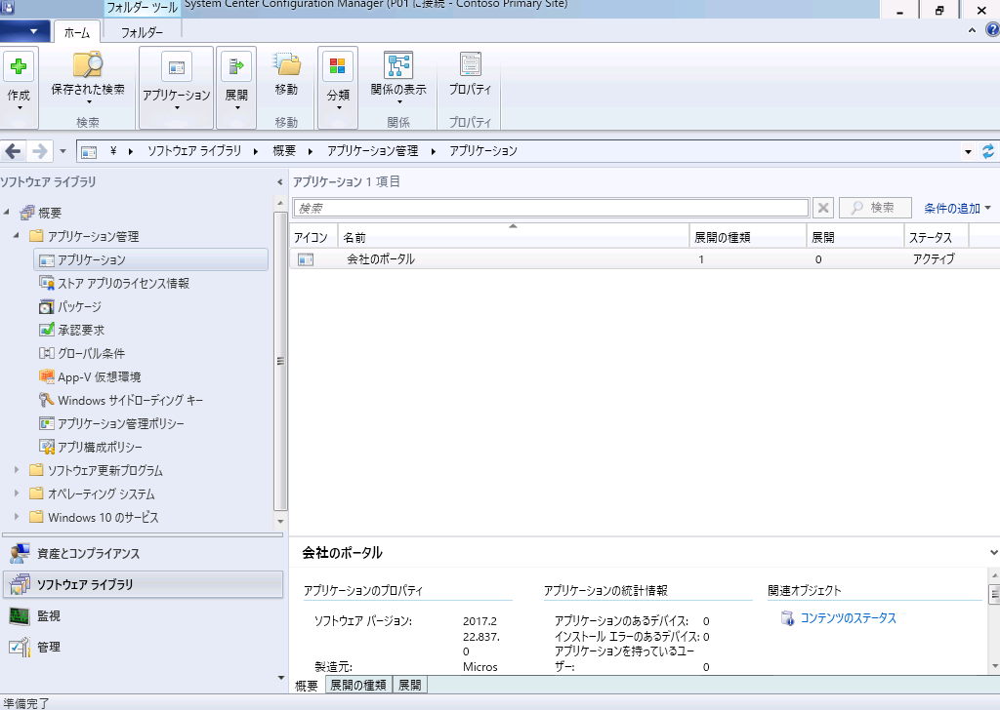 フォルダー ツール
System Center Configuration Manager (P01 に接続 - Contoso Primary Site)
ホーム
フォルダー
作成
保存された検索
アプリケーション
展開
移動
分類
関係の表示
プロパティ
検索
移動
関係
プロパティ
¥ ソフトウェア ライブラリ 概要 アプリケーション管理 アプリケーション
ソフトウェア ライブラリ
概要
アプリケーション管理
アプリケーション
ストア アプリのライセンス情報
パッケージ
承認要求
グローバル条件
App-V 仮想環境
Windows サイドローディング キー
アプリケーション管理ポリシー
アプリ構成ポリシー
ソフトウェア更新プログラム
オペレーティング システム
Windows 10 のサービス
資産とコンプライアンス
ソフトウェア ライブラリ
監視
管理
アプリケーション 1 項目
検索
検索
条件の追加
アイコン 名前 展開の種類 展開 ステータス
会社のポータル 1 0 アクティブ
会社のポータル
アプリケーションのプロパティ
ソフトウェア バージョン: 2017.2
22.837.
0
製造元: Micros
アプリケーションの統計情報
アプリケーションのあるデバイス: 0
インストール エラーのあるデバイス: 0
アプリケーションを持っているユー
ザー: 0
関連オブジェクト
コンテンツのステータス
概要 展開の種類 展開
準備完了